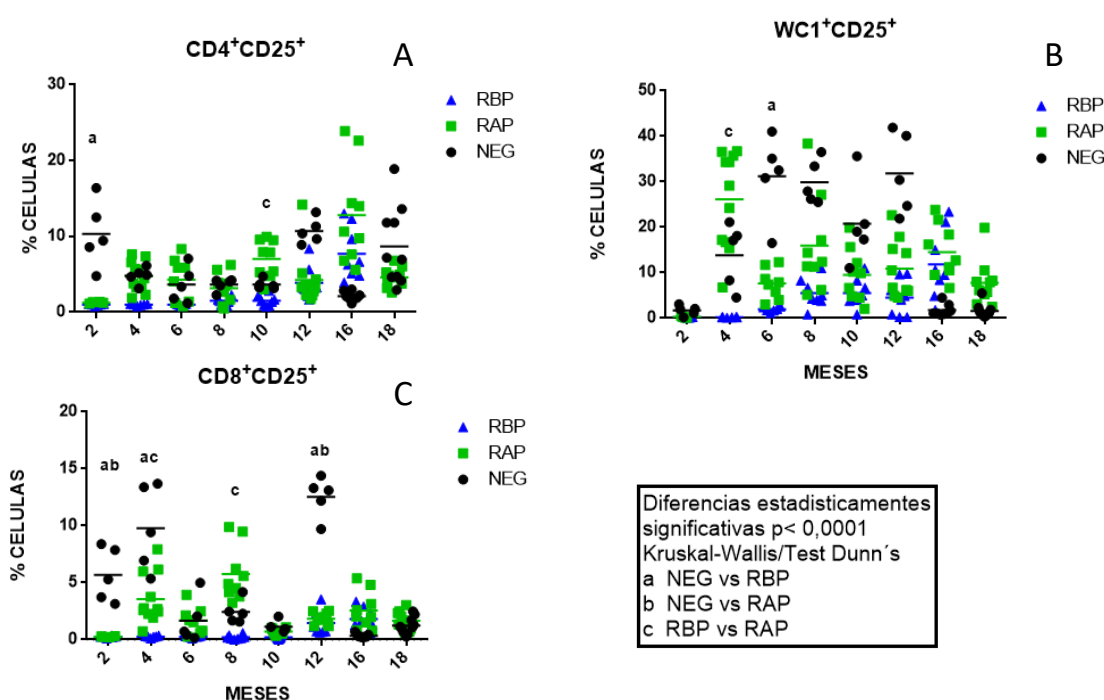 CD4+CD25+
A
30
20
10
0
% CELULAS
a
c
2 4 6 8 10 12 16 18
RBP
RAP
NEG
WC1+CD25+
B
50
40
30
20
10
0
% CELULAS
c
a
2 4 6 8 10 12 16 18
MESES
RBP
RAP
NEG
CD8+CD25+
C
20
15
10
5
0
% CELULAS
ab
ac
c
ab
2 4 6 8 10 12 16 18
MESES
RBP
RAP
NEG
Diferencias estadisticamentes
significativas p< 0,0001
Kruskal-Wallis/Test Dunn´s
a NEG vs RBP
b NEG vs RAP
c RBP vs RAP